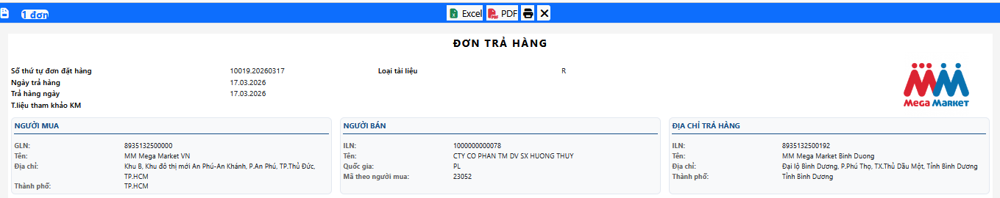 1 đơn
Excel PDF
ĐƠN TRẢ HÀNG
Số thứ tự đơn đặt hàng 10019.20260317 Loại tài liệu R
Ngày trả hàng 17.03.2026
Trả hàng ngày 17.03.2026
T.liệu tham khảo KM
Mega Market
NGƯỜI MUA
GLN: 8935132500000
Tên: MM Mega Market VN
Địa chỉ: Khu B, Khu đô thị mới An Phú-An Khánh, P.An Phú, TP.Thủ Đức,
TP.HCM
Thành phố: TP.HCM
NGƯỜI BÁN
ILN: 1000000000078
Tên: CTY CO PHAN TM DV SX HUONG THUY
Quốc gia: PL
Mã theo người mua: 23052
ĐỊA CHỈ TRẢ HÀNG
ILN: 8935132500192
Tên: MM Mega Market Binh Duong
Địa chỉ: Đại lộ Bình Dương, P.Phú Thọ, TX.Thủ Dầu Một, Tỉnh Bình Dương
Thành phố: Tỉnh Bình Dương